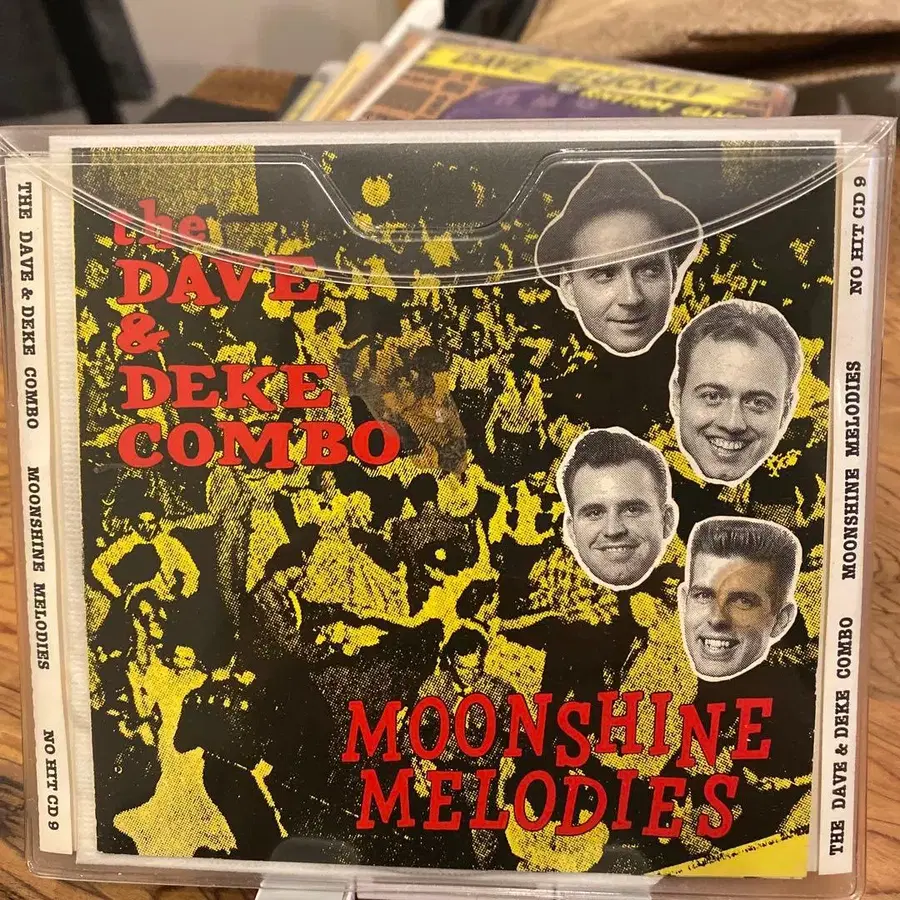 DAVE
the
DAVE
&
DEKE
COMBO
MOONSHINE
MELODIES
THE DAVE & DEKE COMBO MOONSHINE MELODIES NO HIT CD 9
THE DAVE & DEKE COMBO MOONSHINE MELODIES NO HIT CD 9